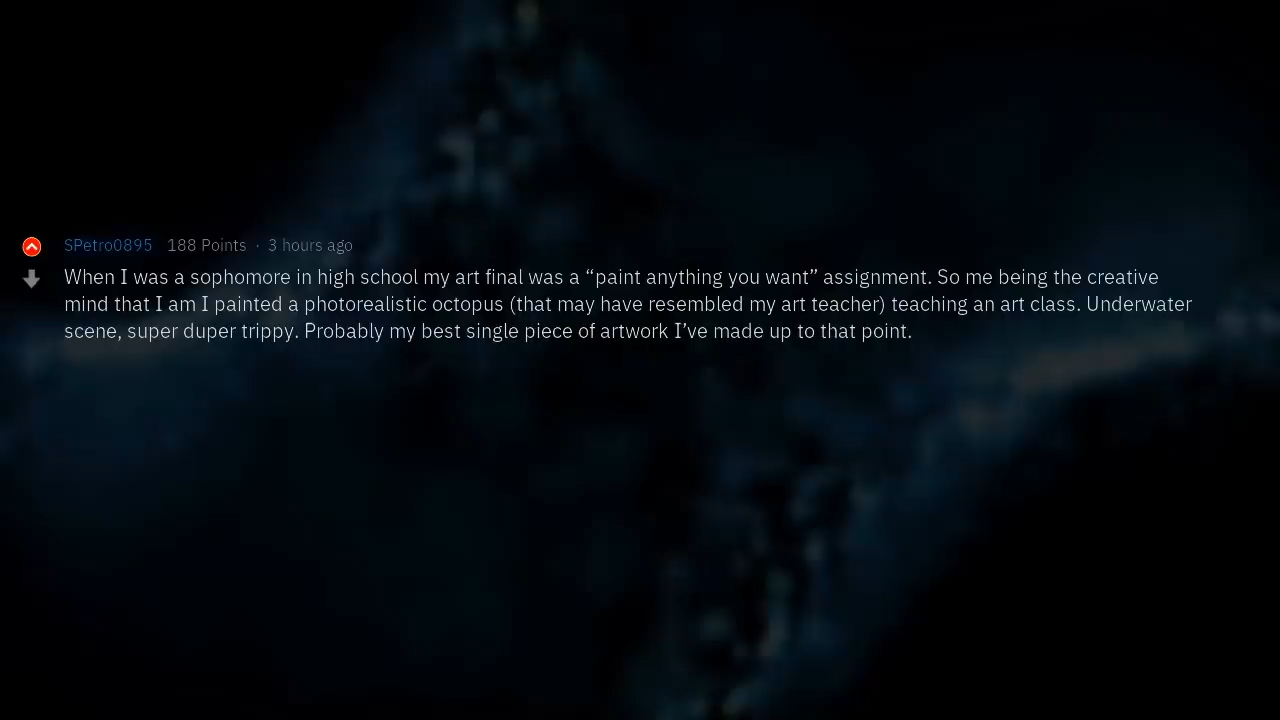 SPetro0895 188 Points · 3 hours ago
When I was a sophomore in high school my art final was a “paint anything you want” assignment. So me being the creative
mind that I am I painted a photorealistic octopus (that may have resembled my art teacher) teaching an art class. Underwater
scene, super duper trippy. Probably my best single piece of artwork I’ve made up to that point.